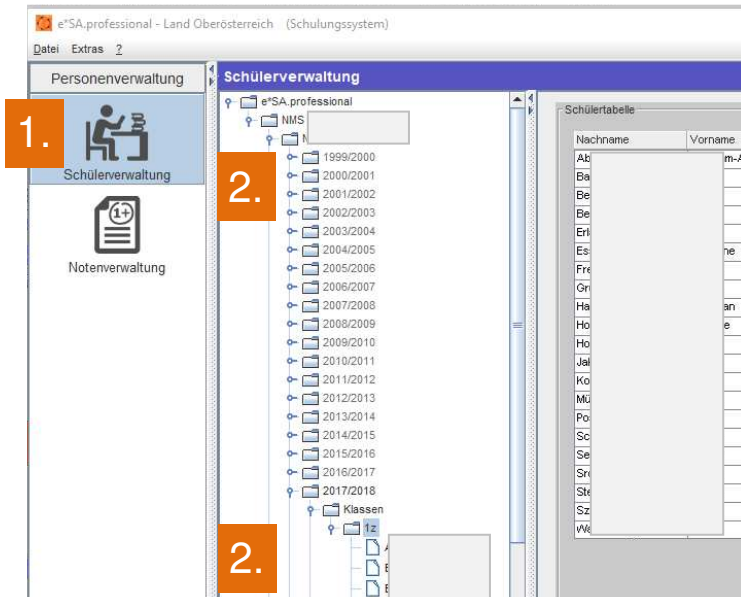 e*SA.professional - Land Oberösterreich (Schulungssystem)
Datei Extras ?
Personenverwaltung
1.
Schülerverwaltung
1+
Notenverwaltung
Schülerverwaltung
e*SA.professional
NMS
2.
1999/2000
2000/2001
2001/2002
2002/2003
2003/2004
2004/2005
2005/2006
2006/2007
2007/2008
2008/2009
2009/2010
2010/2011
2011/2012
2012/2013
2013/2014
2014/2015
2015/2016
2016/2017
2017/2018
Klassen
1z
2.
Schülertabelle
Nachname Vorname